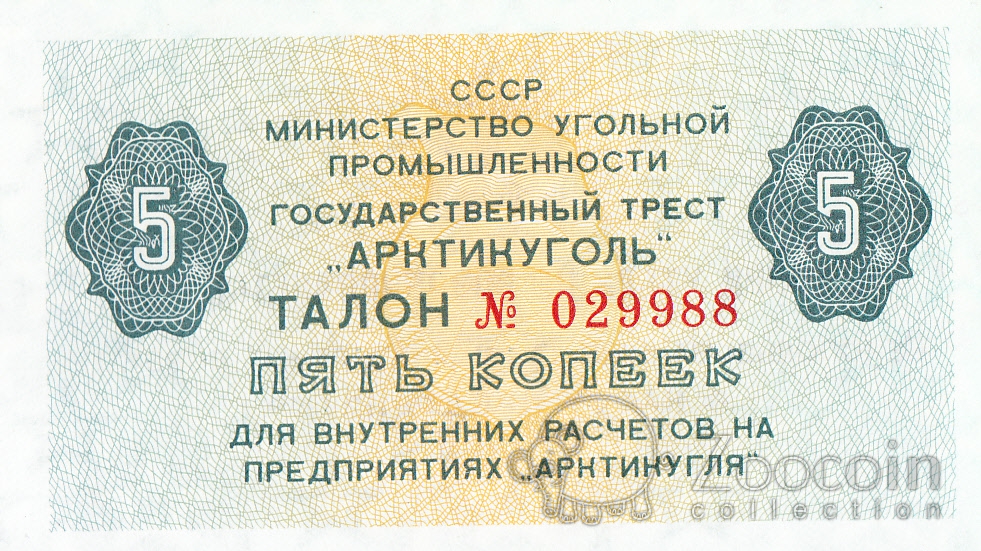 СССР
МИНИСТЕРСТВО УГОЛЬНОЙ
ПРОМЫШЛЕННОСТИ
ГОСУДАРСТВЕННЫЙ ТРЕСТ
„АРКТИКУГОЛЬ“
5 5
ТАЛОН № 029988
ПЯТЬ КОПЕЕК
ДЛЯ ВНУТРЕННИХ РАСЧЕТОВ НА
ПРЕДПРИЯТИЯХ „АРКТИКУГЛЯ“
Zoocoin
collection